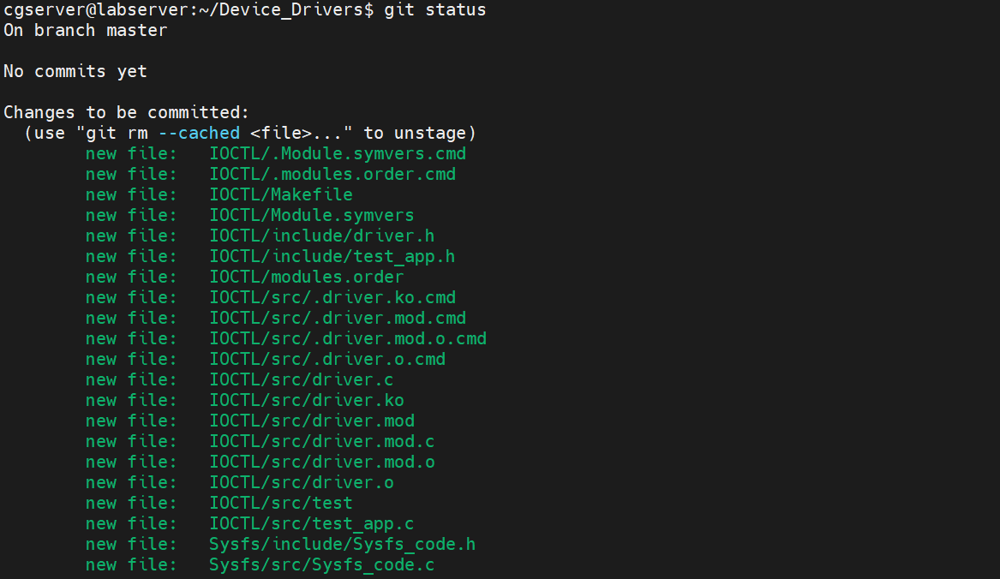 cgserver@labserver:~/Device_Drivers$ git status
On branch master
No commits yet
Changes to be committed:
(use "git rm --cached <file>..." to unstage)
new file: IOCTL/.Module.symvers.cmd
new file: IOCTL/.modules.order.cmd
new file: IOCTL/Makefile
new file: IOCTL/Module.symvers
new file: IOCTL/include/driver.h
new file: IOCTL/include/test_app.h
new file: IOCTL/modules.order
new file: IOCTL/src/.driver.ko.cmd
new file: IOCTL/src/.driver.mod.cmd
new file: IOCTL/src/.driver.mod.o.cmd
new file: IOCTL/src/.driver.o.cmd
new file: IOCTL/src/driver.c
new file: IOCTL/src/driver.ko
new file: IOCTL/src/driver.mod
new file: IOCTL/src/driver.mod.c
new file: IOCTL/src/driver.mod.o
new file: IOCTL/src/driver.o
new file: IOCTL/src/test
new file: IOCTL/src/test_app.c
new file: Sysfs/include/Sysfs_code.h
new file: Sysfs/src/Sysfs_code.c